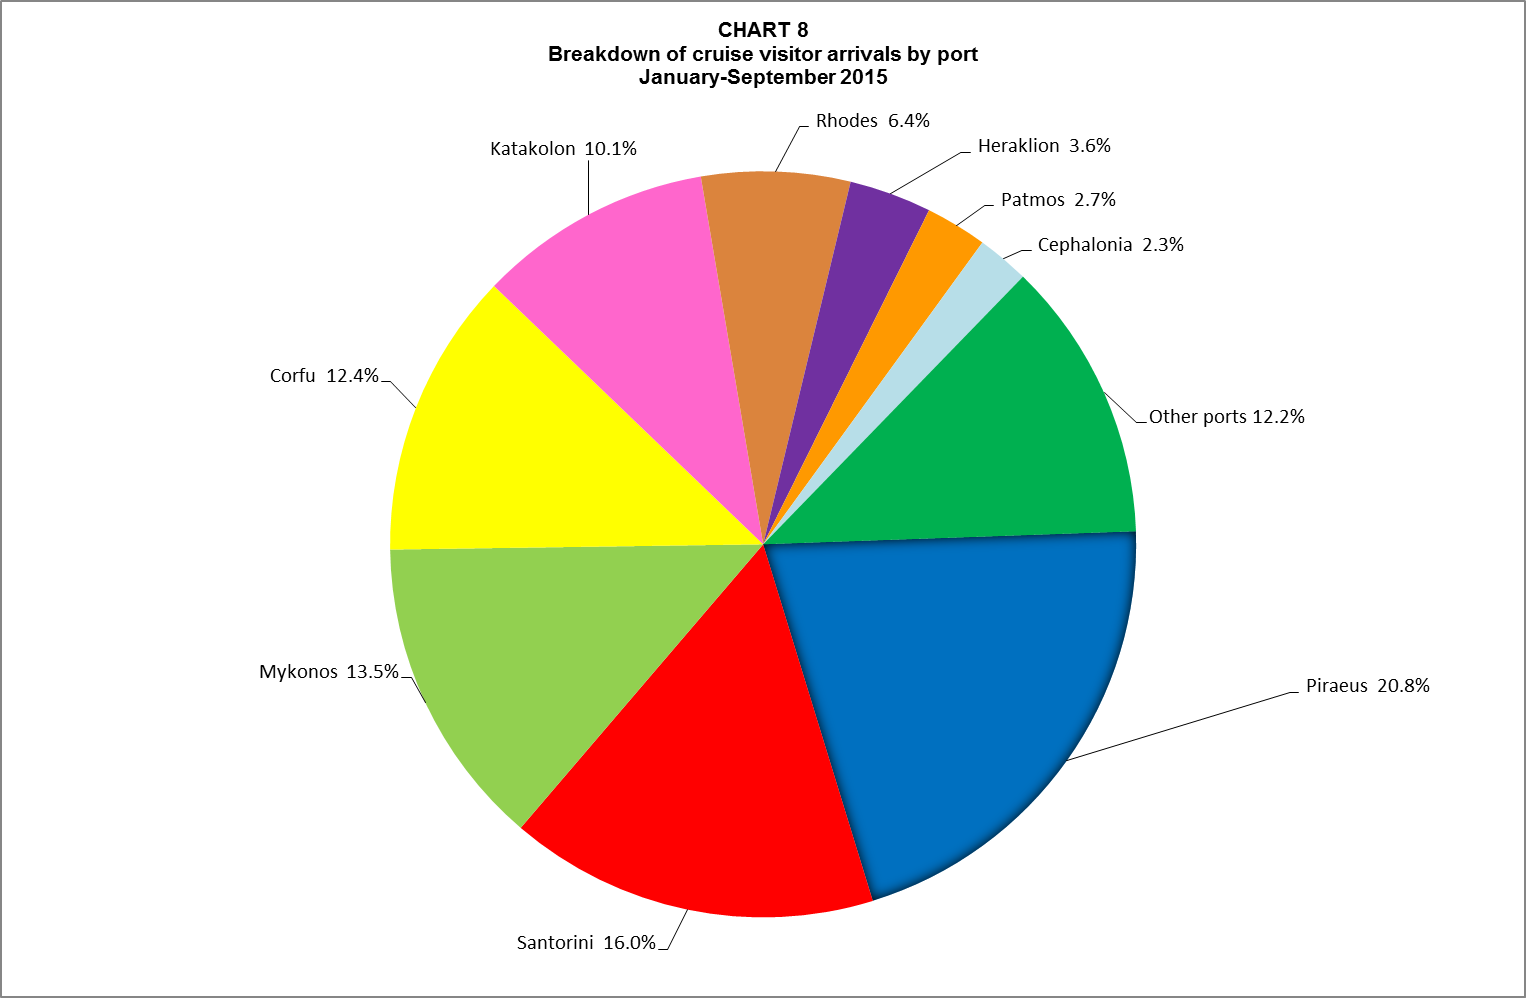 CHART 8
Breakdown of cruise visitor arrivals by port
January-September 2015
Rhodes  6.4%
Katakolon  10.1%
Heraklion  3.6%
Patmos  2.7%
Cephalonia  2.3%
Corfu  12.4%
Other ports 12.2%
Mykonos  13.5%
Piraeus  20.8%
Santorini  16.0%